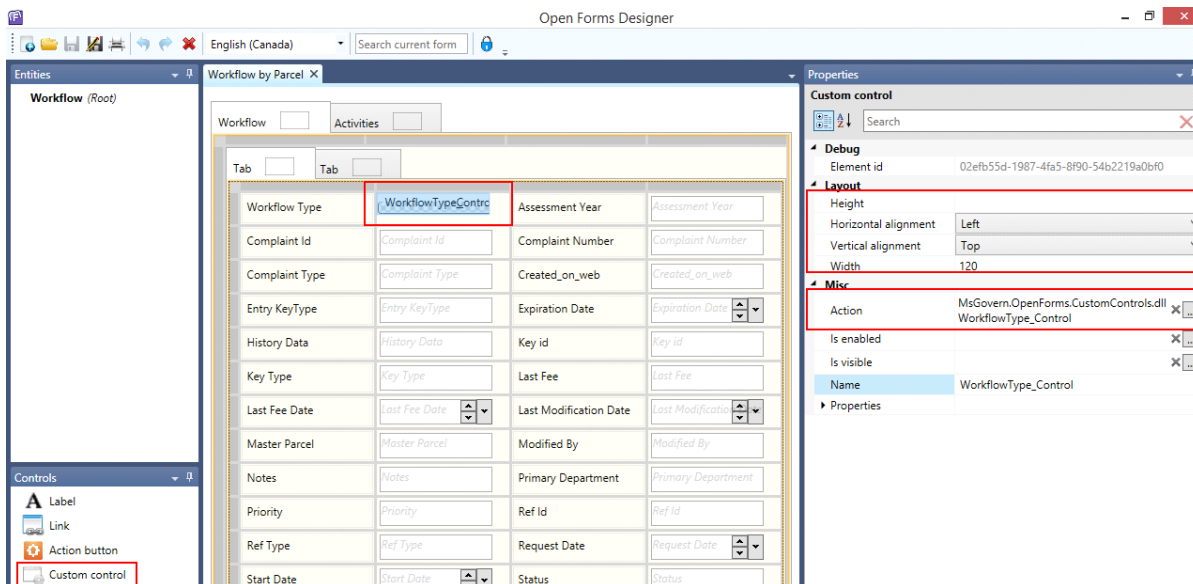 Open Forms Designer
English (Canada)
Search current form
Entities
Workflow (Root)
Workflow by Parcel
Workflow
Activities
Tab
Tab
Workflow Type WorkflowTypeContrc Assessment Year Assessment Year
Complaint Id Complaint Id Complaint Number Complaint Number
Complaint Type Complaint Type Created_on_web Created_on_web
Entry KeyType Entry KeyType Expiration Date Expiration Date
History Data History Data Key id Key id
Key Type Key Type Last Fee Last Fee
Last Fee Date Last Fee Date Last Modification Date Last Modificatio
Master Parcel Master Parcel Modified By Modified By
Notes Notes Primary Department Primary Department
Priority Priority Ref Id Ref Id
Ref Type Ref Type Request Date Request Date
Start Date Start Date Status Status
Controls
Label
Link
Action button
Custom control
Properties
Custom control
Search
Debug
Element id 02efb55d-1987-4fa5-8f90-54b2219a0bf0
Layout
Height
Horizontal alignment Left
Vertical alignment Top
Width 120
Misc
Action MsGovern.OpenForms.CustomControls.dll
WorkflowType_Control
Is enabled
Is visible
Name WorkflowType_Control
Properties